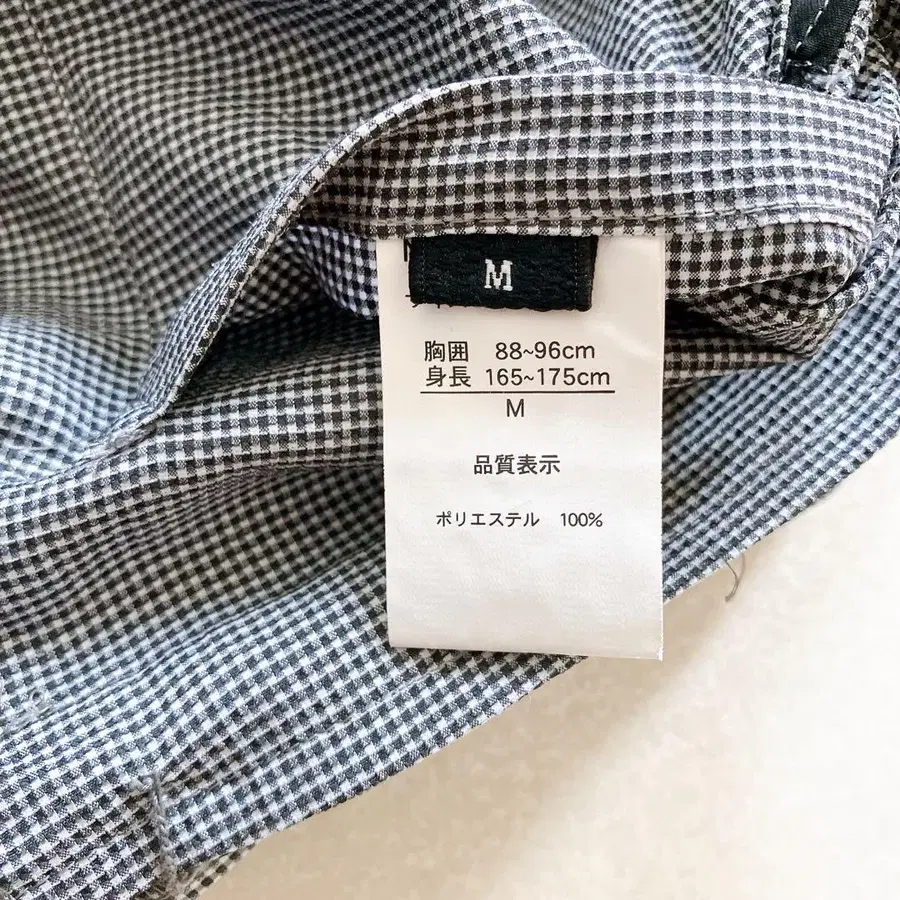 M
胸囲 88~96cm
身長 165~175cm
M
品質表示
ポリエステル 100%